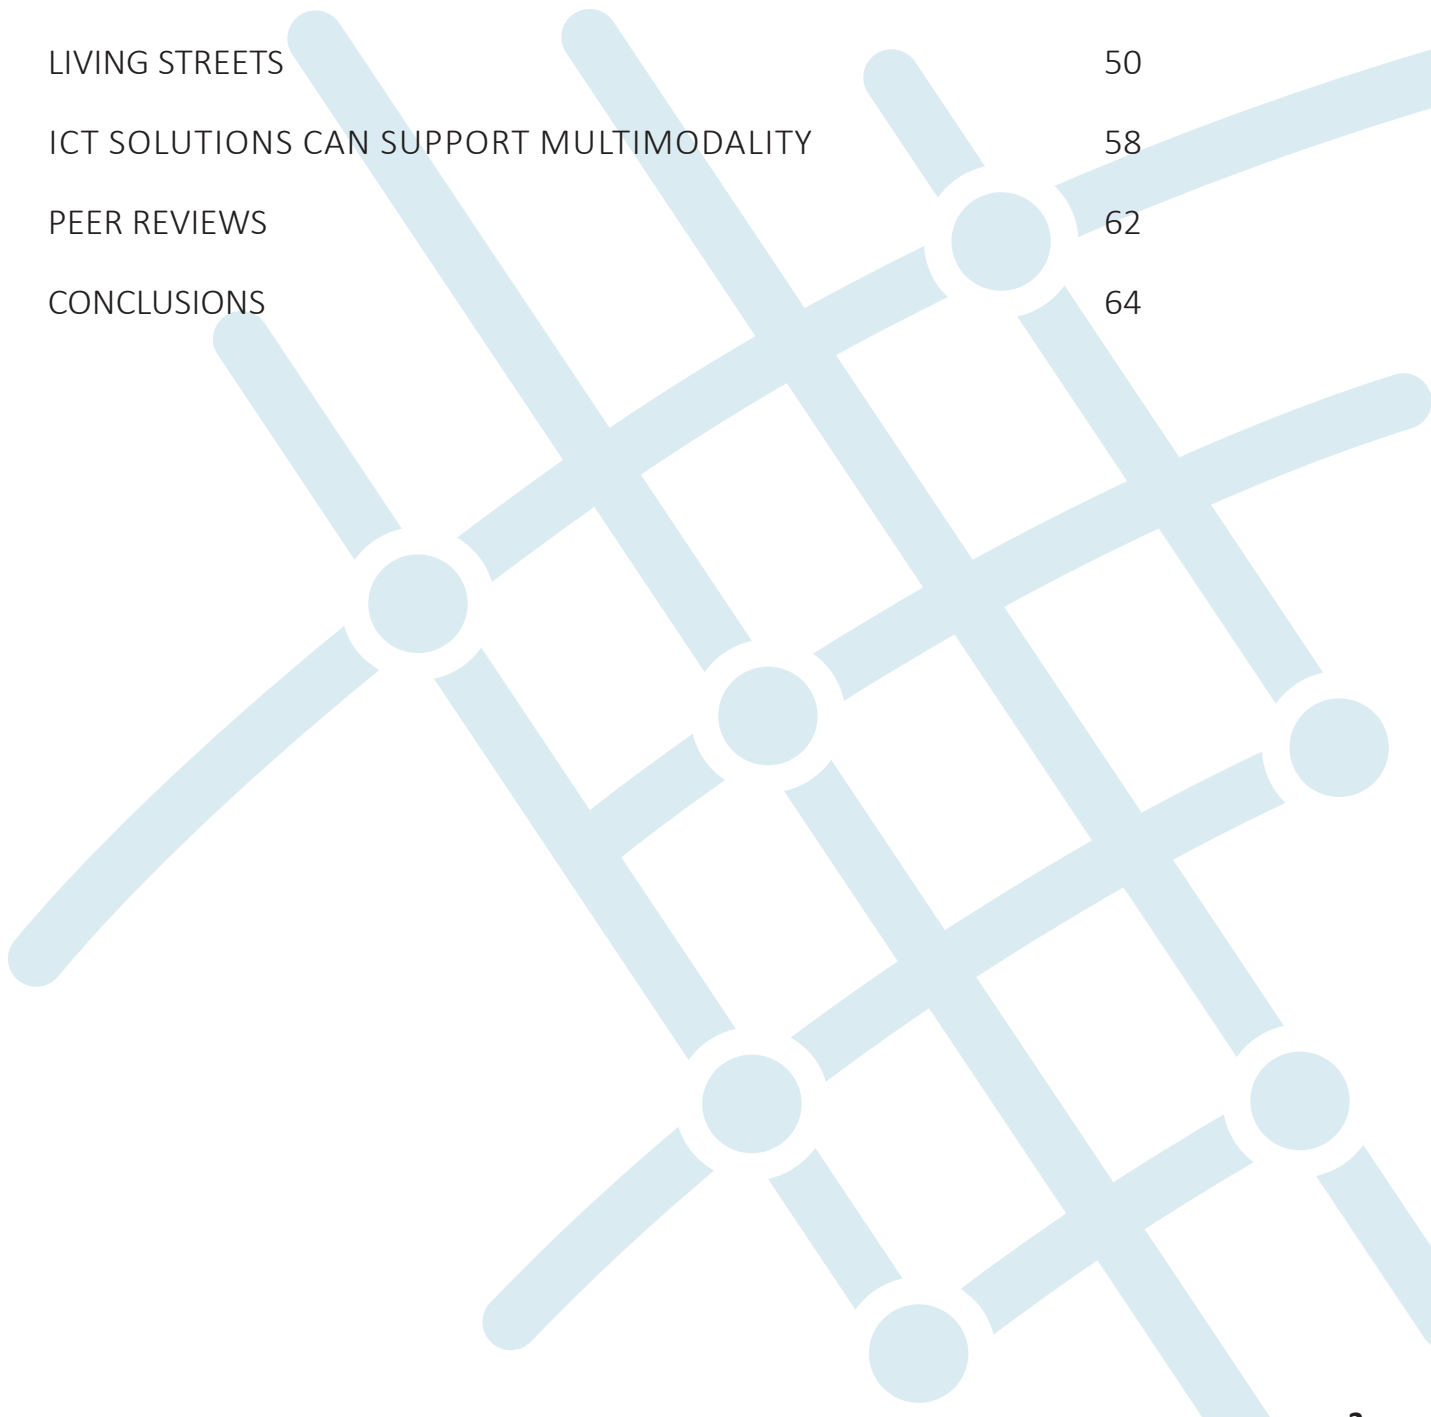 LIVING STREETS 50
ICT SOLUTIONS CAN SUPPORT MULTIMODALITY 58
PEER REVIEWS 62
CONCLUSIONS 64